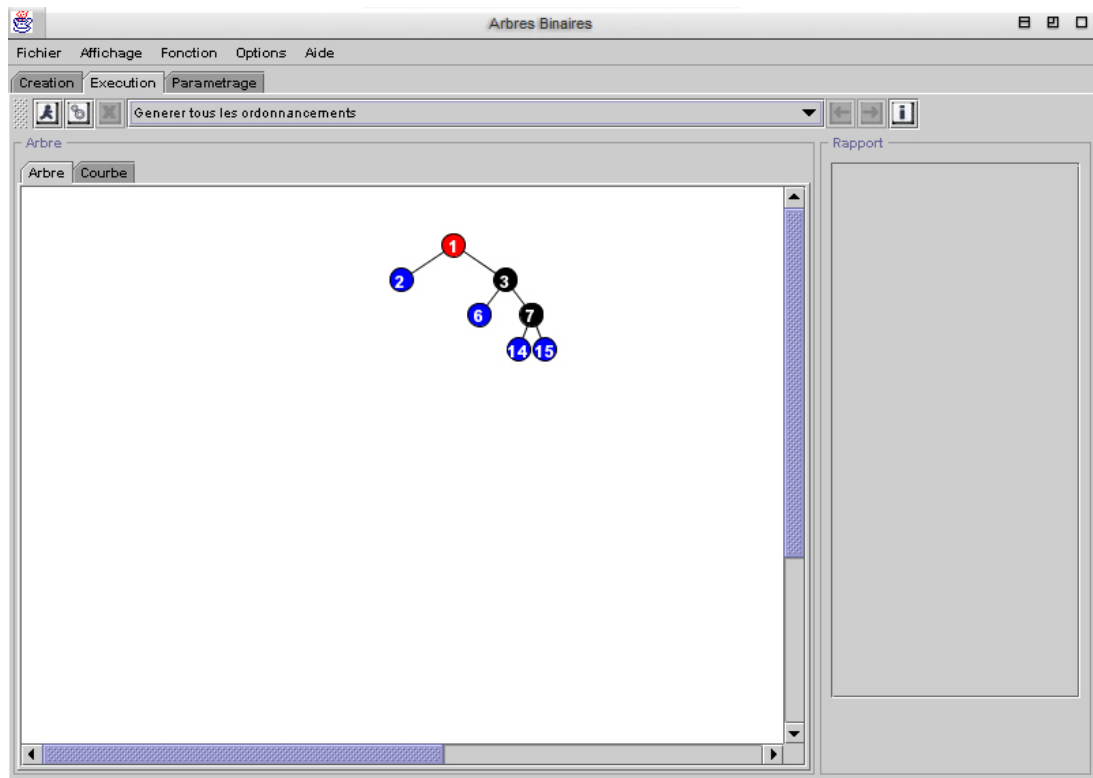 Arbres Binaires
Fichier Affichage Fonction Options Aide
Creation Execution Parametrage
Generer tous les ordonnancements
Arbre
Rapport
Arbre Courbe
1
2 3
6 7
14 15